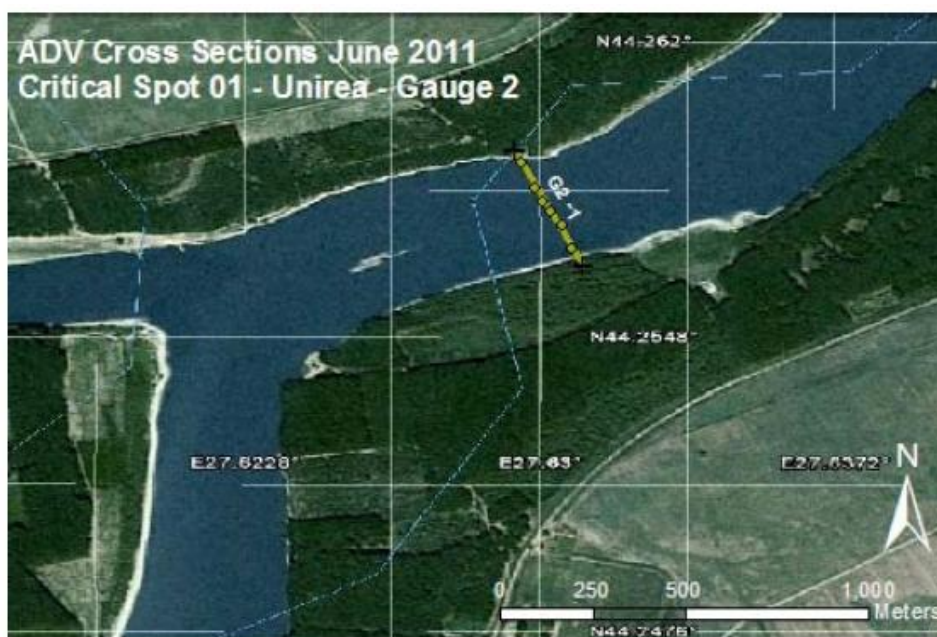 ADV Cross Sections June 2011
Critical Spot 01 - Unirea - Gauge 2
N44.262°
G2-1
N44.2548°
E27.6228° E27.63° E27.6372°
N
0 250 500 1,000
Meters
N44.2476°